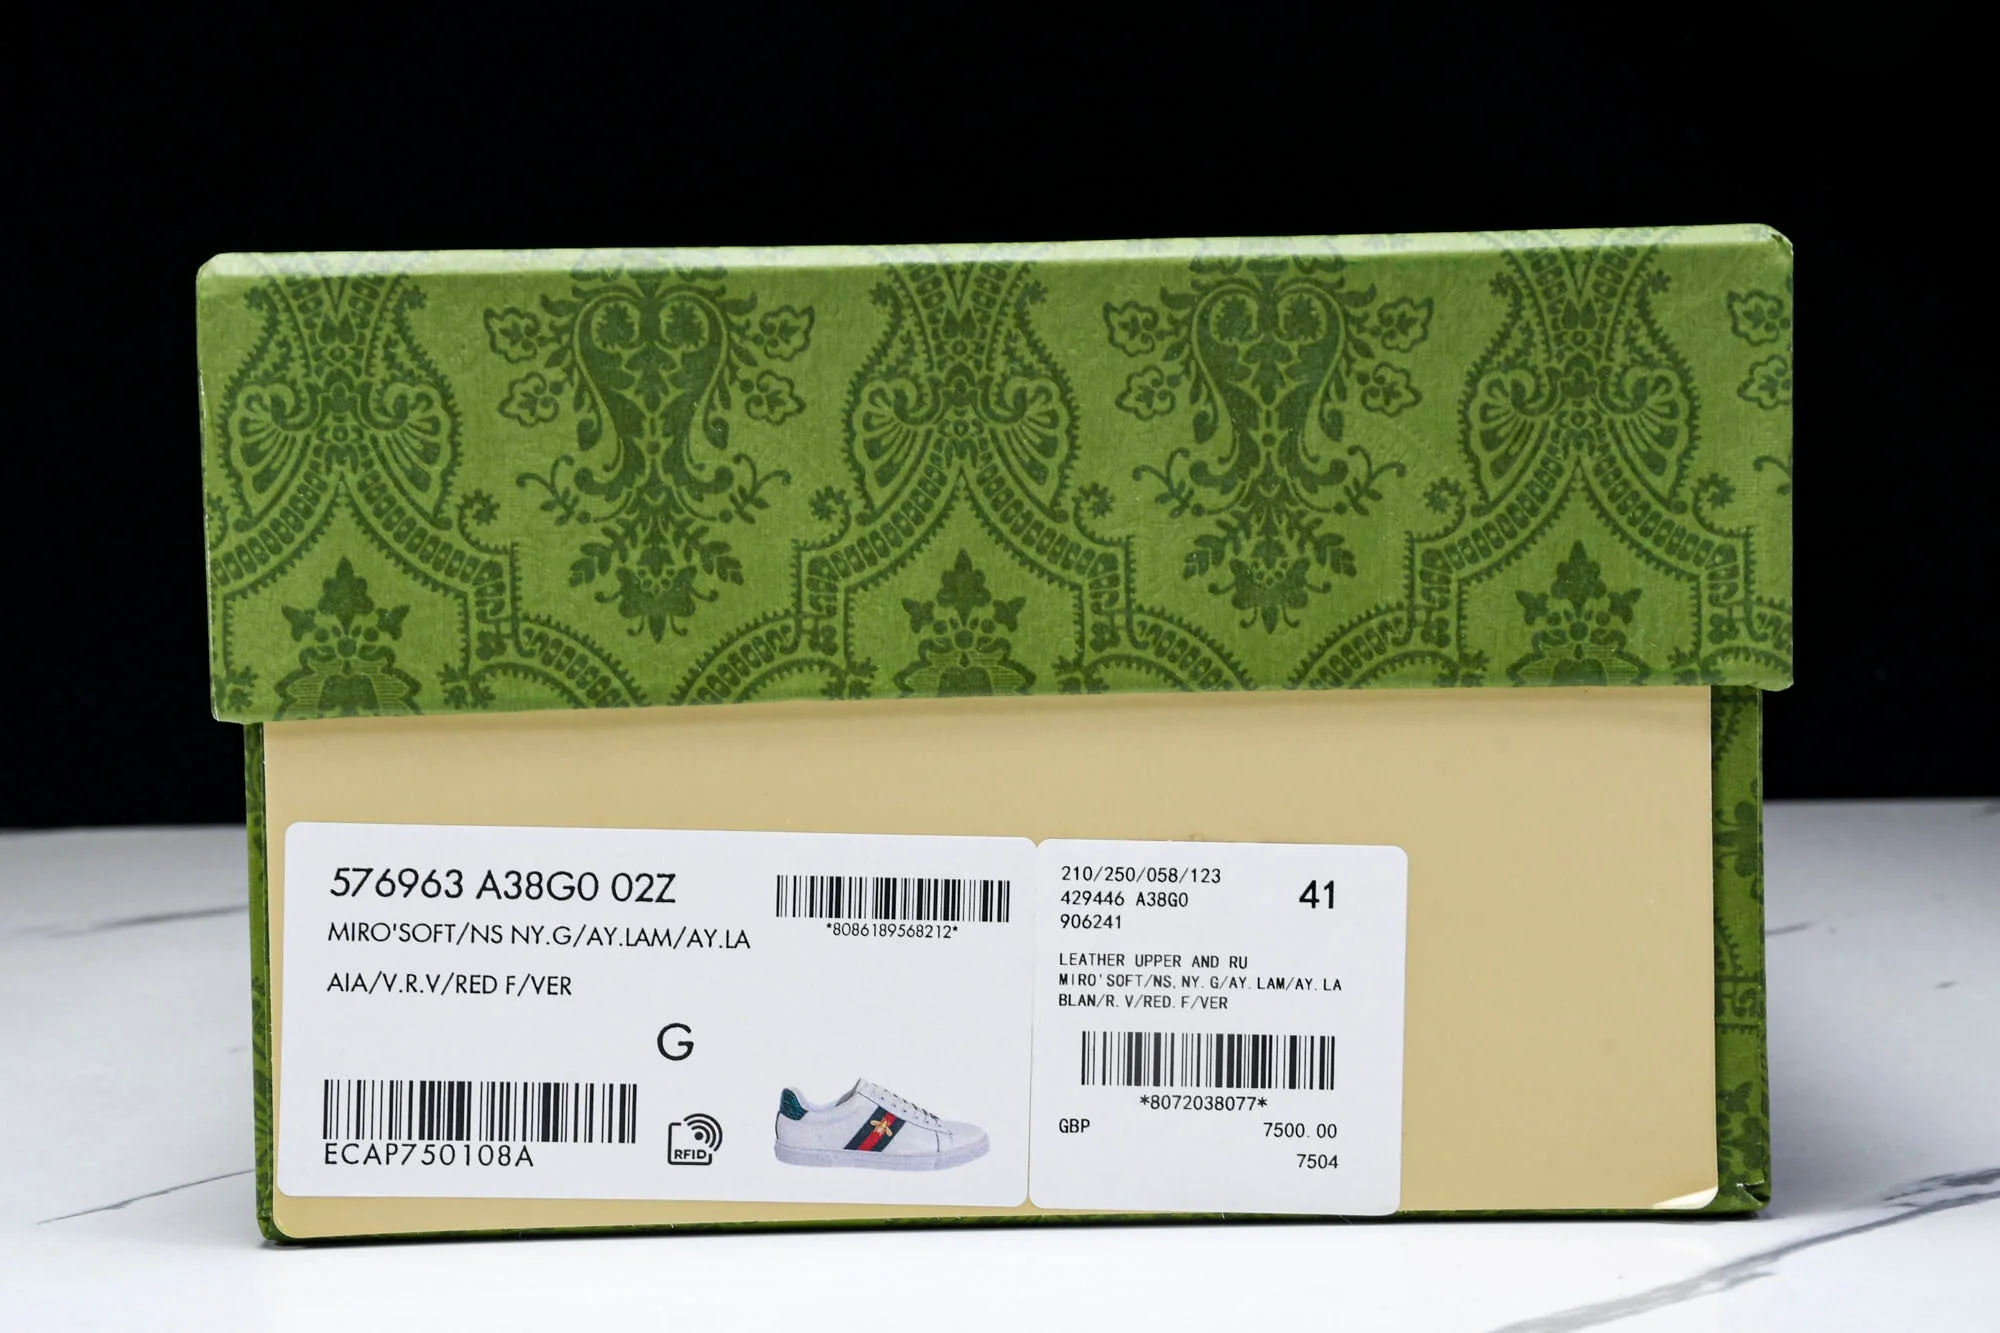 576963 A38G0 02Z
MIRO'SOFT/NS NY.G/AY.LAM/AY.LA
AIA/V.R.V/RED F/VER
*8086189568212*
G
ECAP750108A
RFID
210/250/058/123
429446 A38G0
906241
41
LEATHER UPPER AND RU
MIRO'SOFT/NS,NY.G/AY.LAM/AY.LA
BLAN/R.V/RED.F/VER
*8072038077*
GBP 7500.00
7504